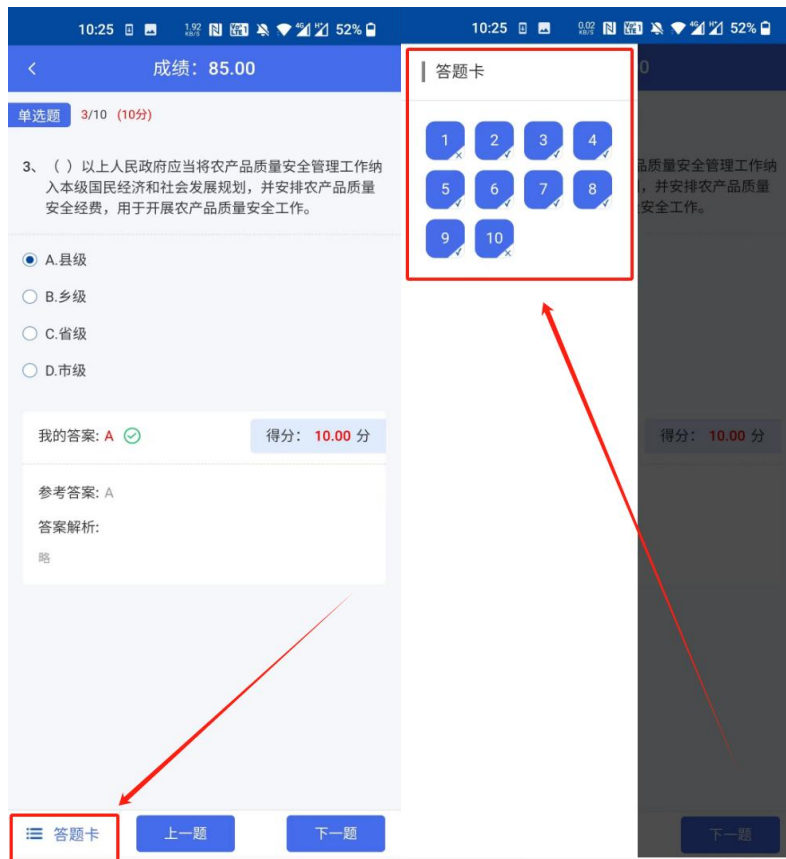 10:25 1.92 KB/S 4G 52%
成绩：85.00
单选题 3/10 (10分)
3、（ ）以上人民政府应当将农产品质量安全管理工作纳
入本级国民经济和社会发展规划，并安排农产品质量
安全经费，用于开展农产品质量安全工作。
A.县级
B.乡级
C.省级
D.市级
我的答案: A
得分： 10.00 分
参考答案: A
答案解析:
略
答题卡
上一题
下一题
10:25 0.02 KB/S 4G 52%
答题卡
0
1 2 3 4
5 6 7 8
9 10
品质量安全管理工作纳
，并安排农产品质量
安全工作。
得分： 10.00 分
下一题